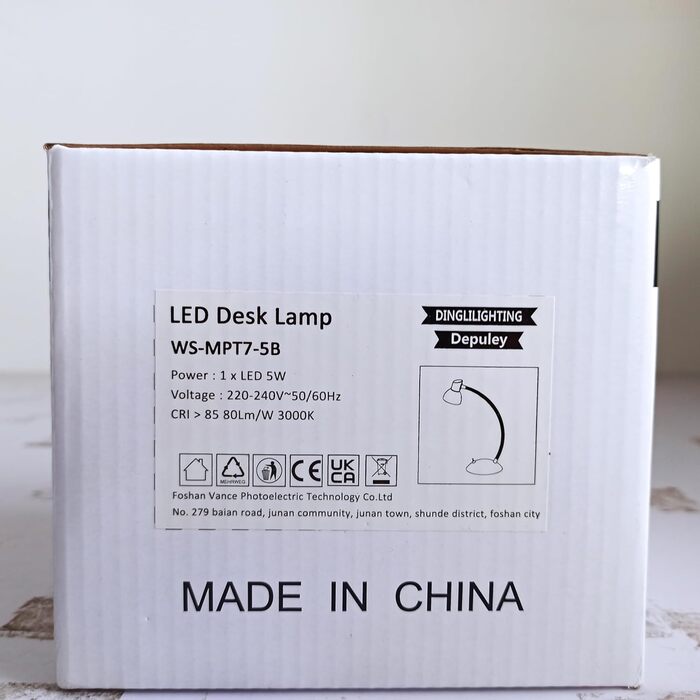 LED Desk Lamp
WS-MPT7-5B
Power : 1 x LED 5W
Voltage : 220-240V~50/60Hz
CRI > 85 80Lm/W 3000K
DINGLILIGHTING
Depuley
MEHRWEG
CE
UK
CA
Foshan Vance Photoelectric Technology Co.Ltd
No. 279 baian road, junan community, junan town, shunde district, foshan city
MADE IN CHINA